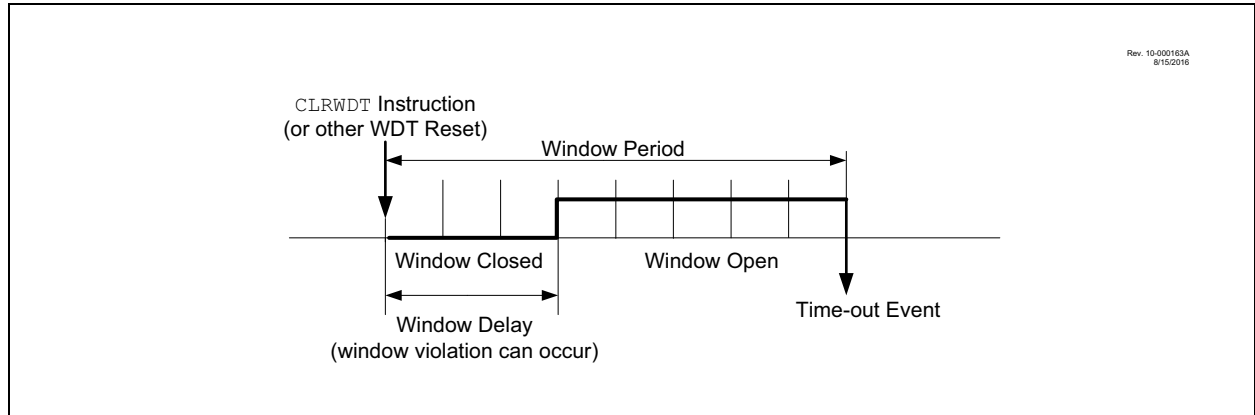 Rev. 10-000163A
8/15/2016
CLRWDT Instruction
(or other WDT Reset)
Window Period
Window Closed
Window Open
Window Delay
(window violation can occur)
Time-out Event